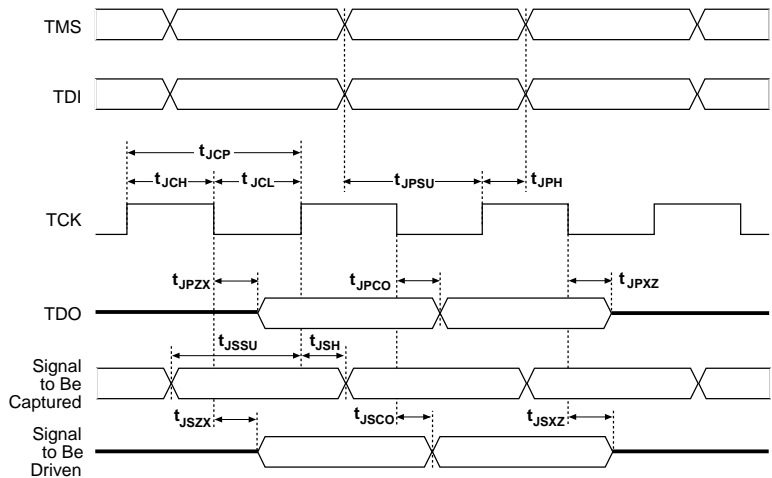 TMS
TDI
tJCP
tJCH tJCL tJPSU tJPH
TCK
tJPZX tJPCO tJPXZ
TDO
tJSSU tJSH
Signal
to Be
Captured
tJSZX tJSCO tJSXZ
Signal
to Be
Driven